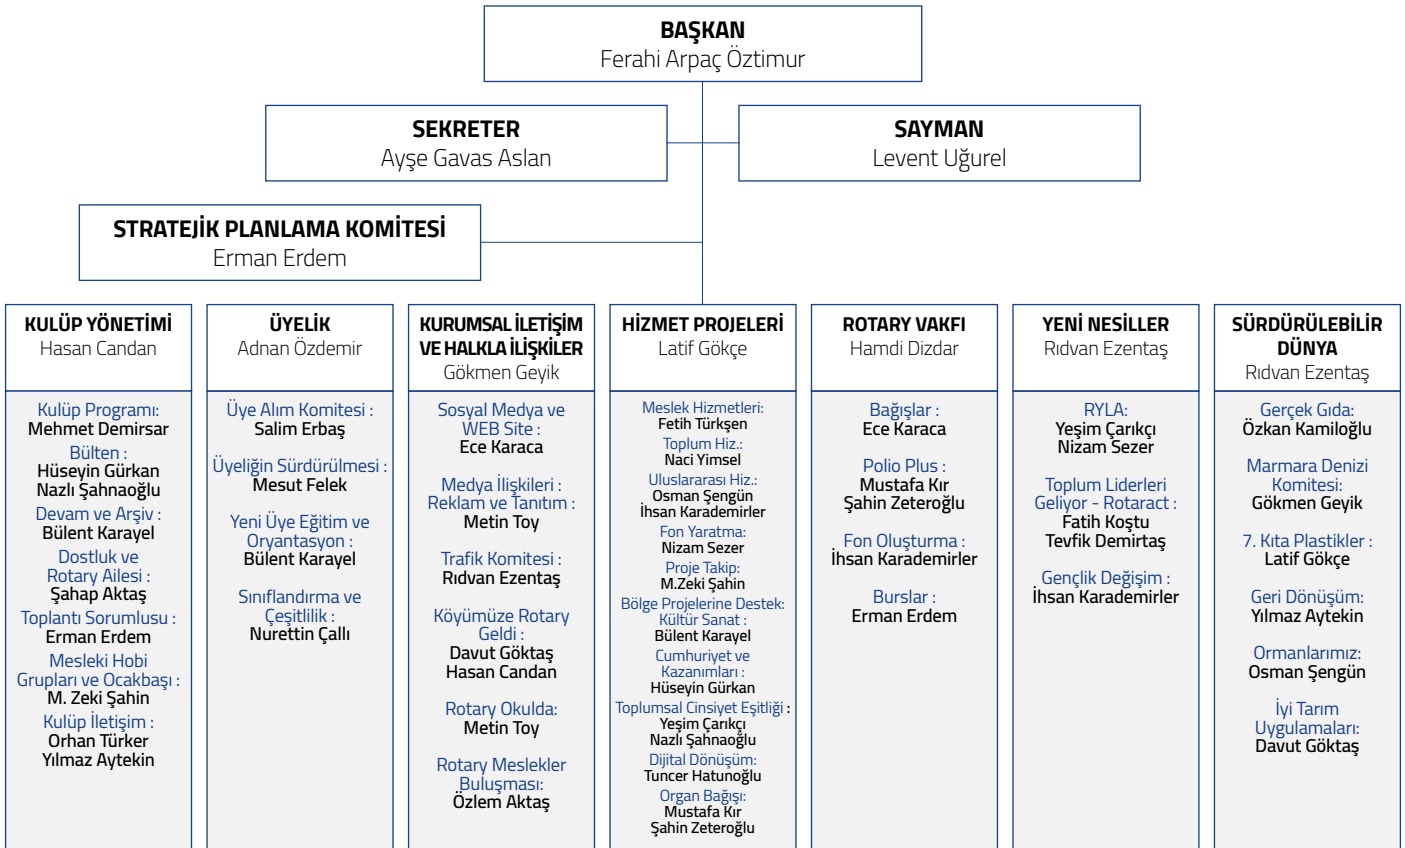 BAŞKAN
Ferahi Arpaç Öztimur
SEKRETER
Ayşe Gavas Aslan
SAYMAN
Levent Uğurel
STRATEJİK PLANLAMA KOMİTESİ
Erman Erdem
KULÜP YÖNETİMİ
Hasan Candan
Kulüp Programı:
Mehmet Demirsar
Bülten :
Hüseyin Gürkan
Nazlı Şahnaoğlu
Devam ve Arşiv :
Bülent Karayel
Dostluk ve
Rotary Ailesi :
Şahap Aktaş
Toplantı Sorumlusu :
Erman Erdem
Mesleki Hobi
Grupları ve Ocakbaşı :
M. Zeki Şahin
Kulüp İletişim :
Orhan Türker
Yılmaz Aytekin
ÜYELİK
Adnan Özdemir
Üye Alım Komitesi :
Salim Erbaş
Üyeliğin Sürdürülmesi :
Mesut Felek
Yeni Üye Eğitim ve
Oryantasyon :
Bülent Karayel
Sınıflandırma ve
Çeşitlilik :
Nurettin Çallı
KURUMSAL İLETİŞİM
VE HALKLA İLİŞKİLER
Gökmen Geyik
Sosyal Medya ve
WEB Site :
Ece Karaca
Medya İlişkileri :
Reklam ve Tanıtım :
Metin Toy
Trafik Komitesi :
Rıdvan Ezentaş
Köyümüze Rotary
Geldi :
Davut Göktaş
Hasan Candan
Rotary Okulda:
Metin Toy
Rotary Meslekler
Buluşması:
Özlem Aktaş
HİZMET PROJELERİ
Latif Gökçe
Meslek Hizmetleri:
Fetih Türkşen
Toplum Hiz.:
Naci Yimsel
Uluslararası Hiz.:
Osman Şengün
İhsan Karademirler
Fon Yaratma:
Nizam Sezer
Proje Takip:
M.Zeki Şahin
Bölge Projelerine Destek:
Kültür Sanat :
Bülent Karayel
Cumhuriyet ve
Kazanımları :
Hüseyin Gürkan
Toplumsal Cinsiyet Eşitliği :
Yeşim Çarıkçı
Nazlı Şahnaoğlu
Dijital Dönüşüm:
Tuncer Hatunoğlu
Organ Bağışı:
Mustafa Kır
Şahin Zeteroğlu
ROTARY VAKFI
Hamdi Dizdar
Bağışlar :
Ece Karaca
Polio Plus :
Mustafa Kır
Şahin Zeteroğlu
Fon Oluşturma :
İhsan Karademirler
Burslar :
Erman Erdem
YENİ NESİLLER
Rıdvan Ezentaş
RYLA:
Yeşim Çarıkçı
Nizam Sezer
Toplum Liderleri
Geliyor - Rotaract :
Fatih Koştu
Tevfik Demirtaş
Gençlik Değişim :
İhsan Karademirler
SÜRDÜRÜLEBİLİR
DÜNYA
Rıdvan Ezentaş
Gerçek Gıda:
Özkan Kamiloğlu
Marmara Denizi
Komitesi:
Gökmen Geyik
7. Kıta Plastikler :
Latif Gökçe
Geri Dönüşüm:
Yılmaz Aytekin
Ormanlarımız:
Osman Şengün
İyi Tarım
Uygulamaları:
Davut Göktaş